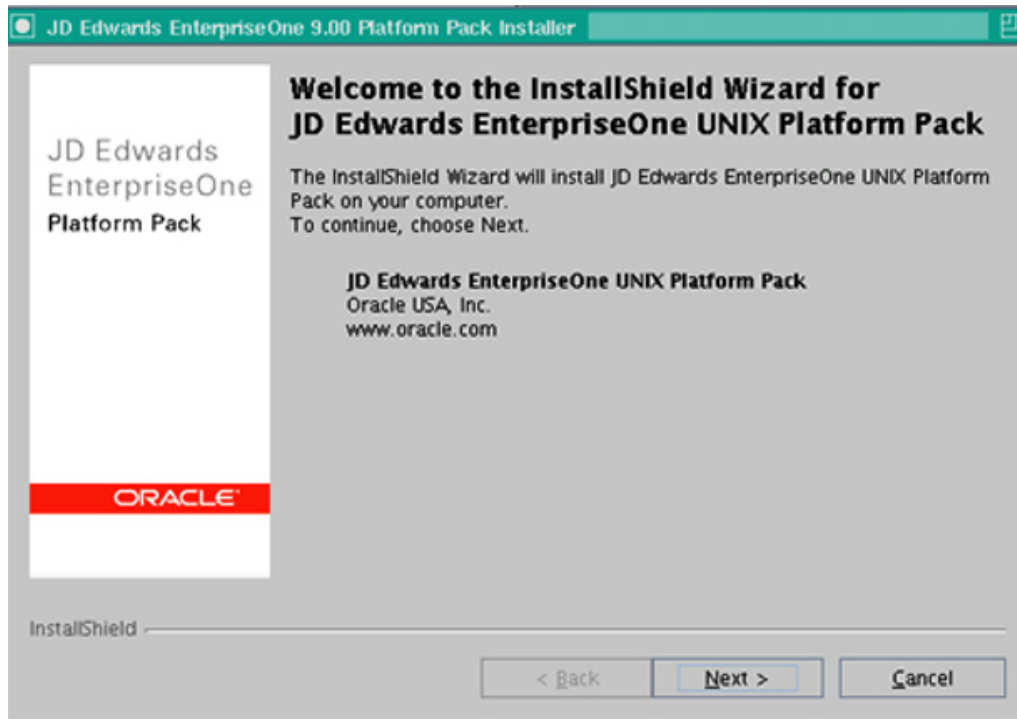 JD Edwards EnterpriseOne 9.00 Platform Pack Installer
JD Edwards
EnterpriseOne
Platform Pack
ORACLE
Welcome to the InstallShield Wizard for
JD Edwards EnterpriseOne UNIX Platform Pack
The InstallShield Wizard will install JD Edwards EnterpriseOne UNIX Platform
Pack on your computer.
To continue, choose Next.
JD Edwards EnterpriseOne UNIX Platform Pack
Oracle USA, Inc.
www.oracle.com
InstallShield
< Back
Next >
Cancel